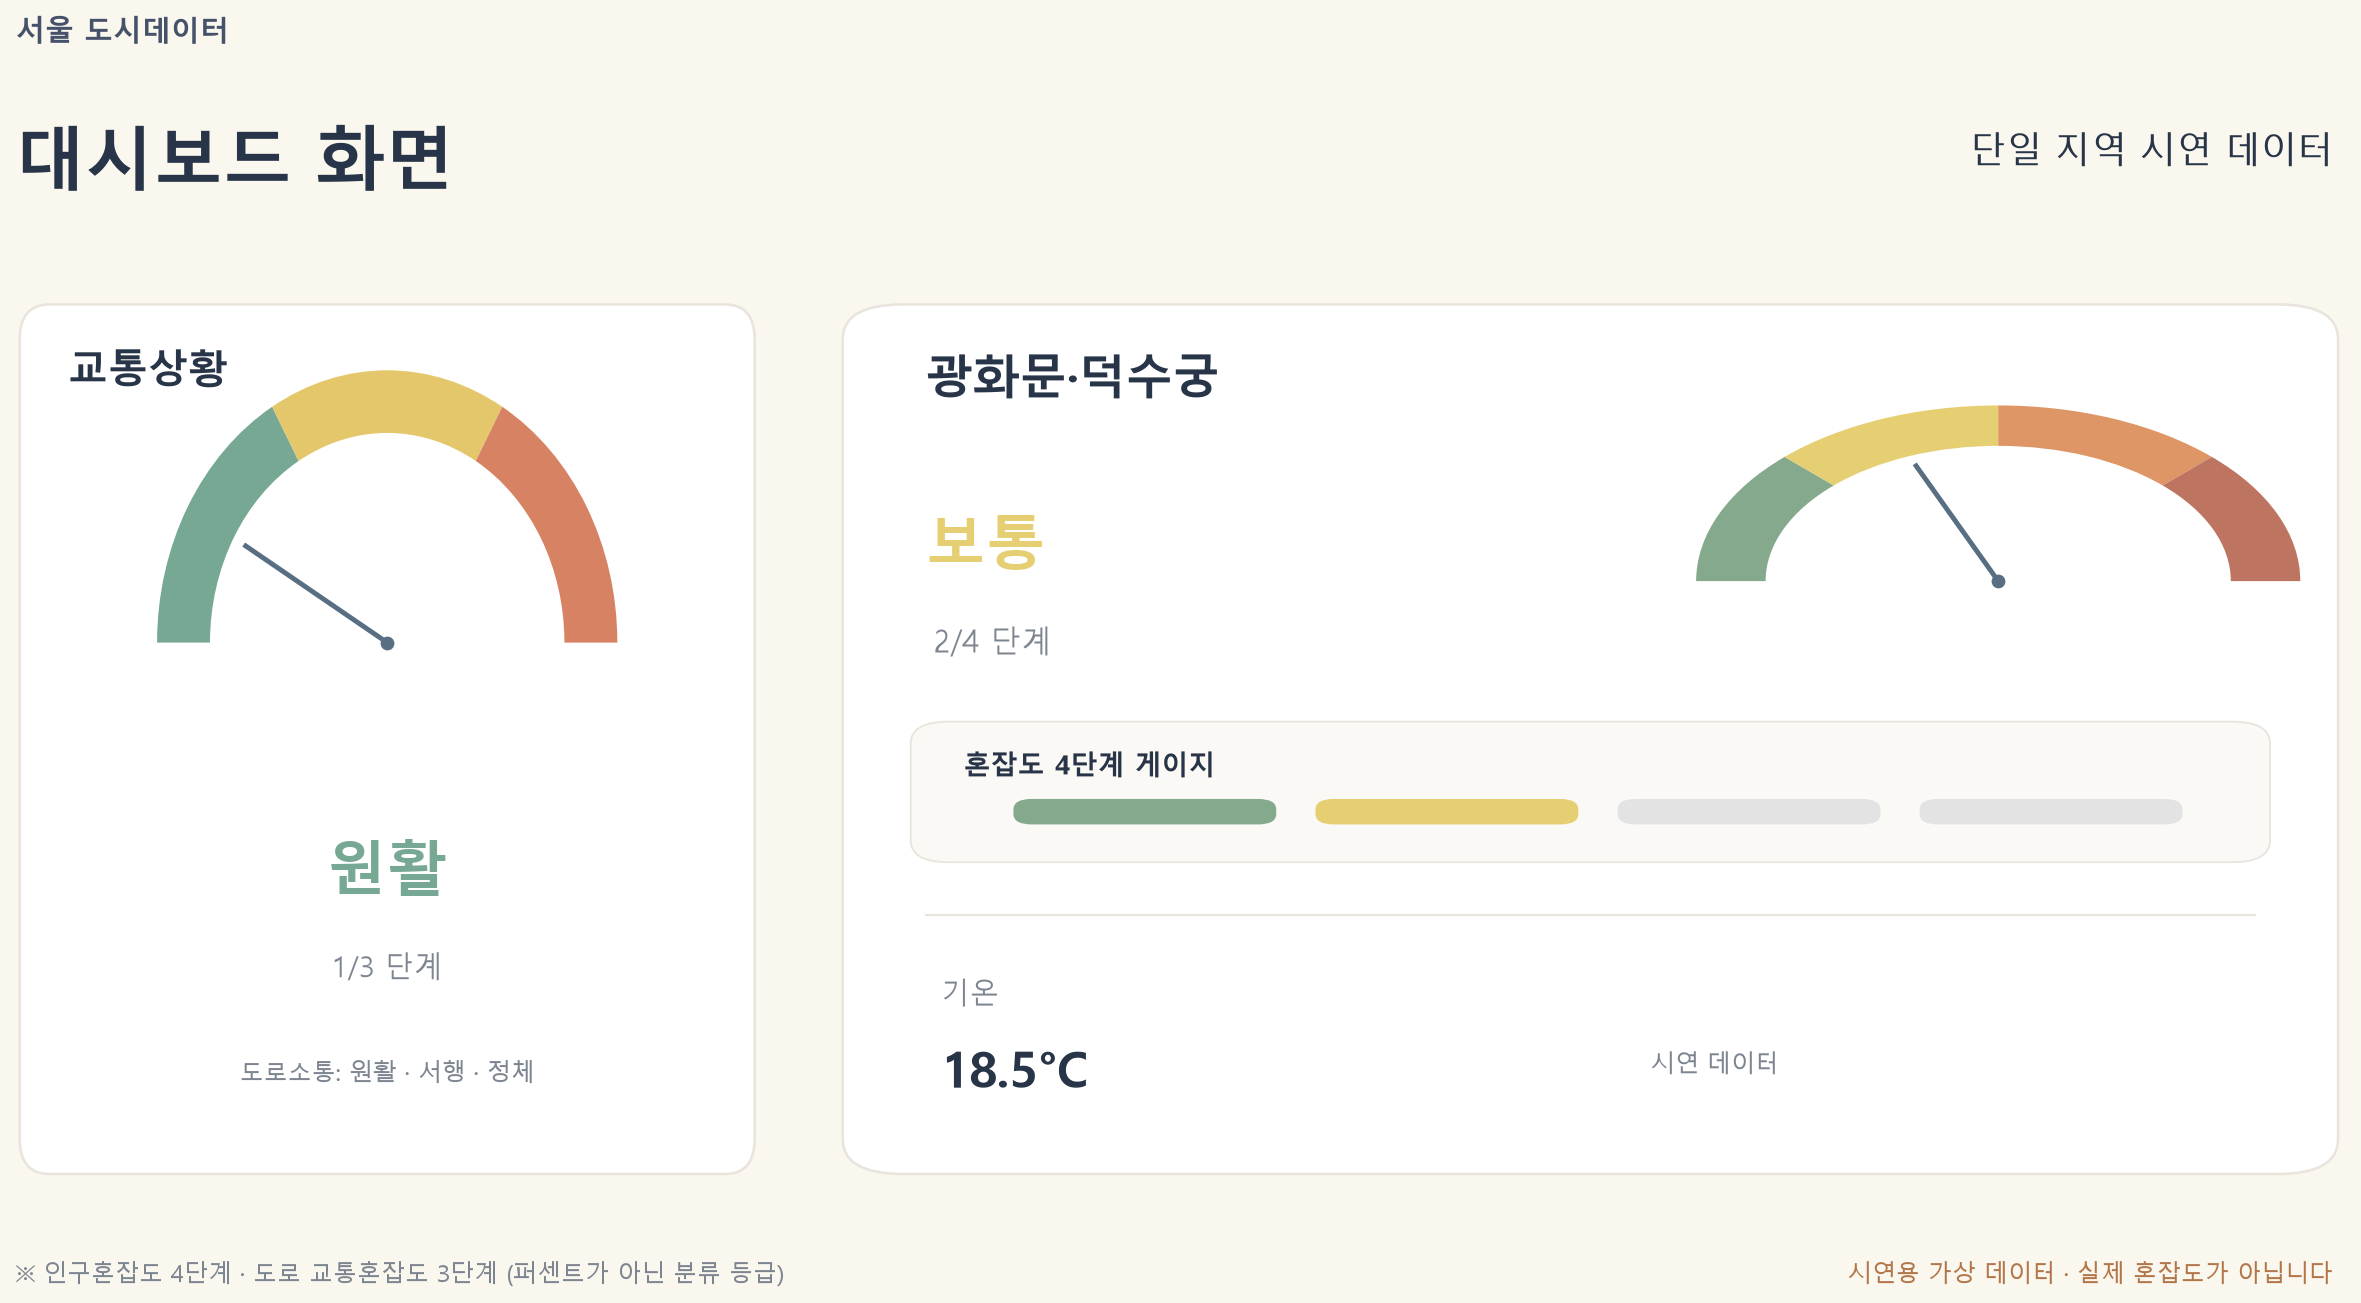 서울 도시데이터
대시보드 화면
단일 지역 시연 데이터
교통상황
원활
1/3 단계
도로소통: 원활 · 서행 · 정체
광화문·덕수궁
보통
2/4 단계
혼잡도 4단계 게이지
기온
18.5°C
시연 데이터
※ 인구혼잡도 4단계 · 도로 교통혼잡도 3단계 (퍼센트가 아닌 분류 등급)
시연용 가상 데이터 · 실제 혼잡도가 아닙니다